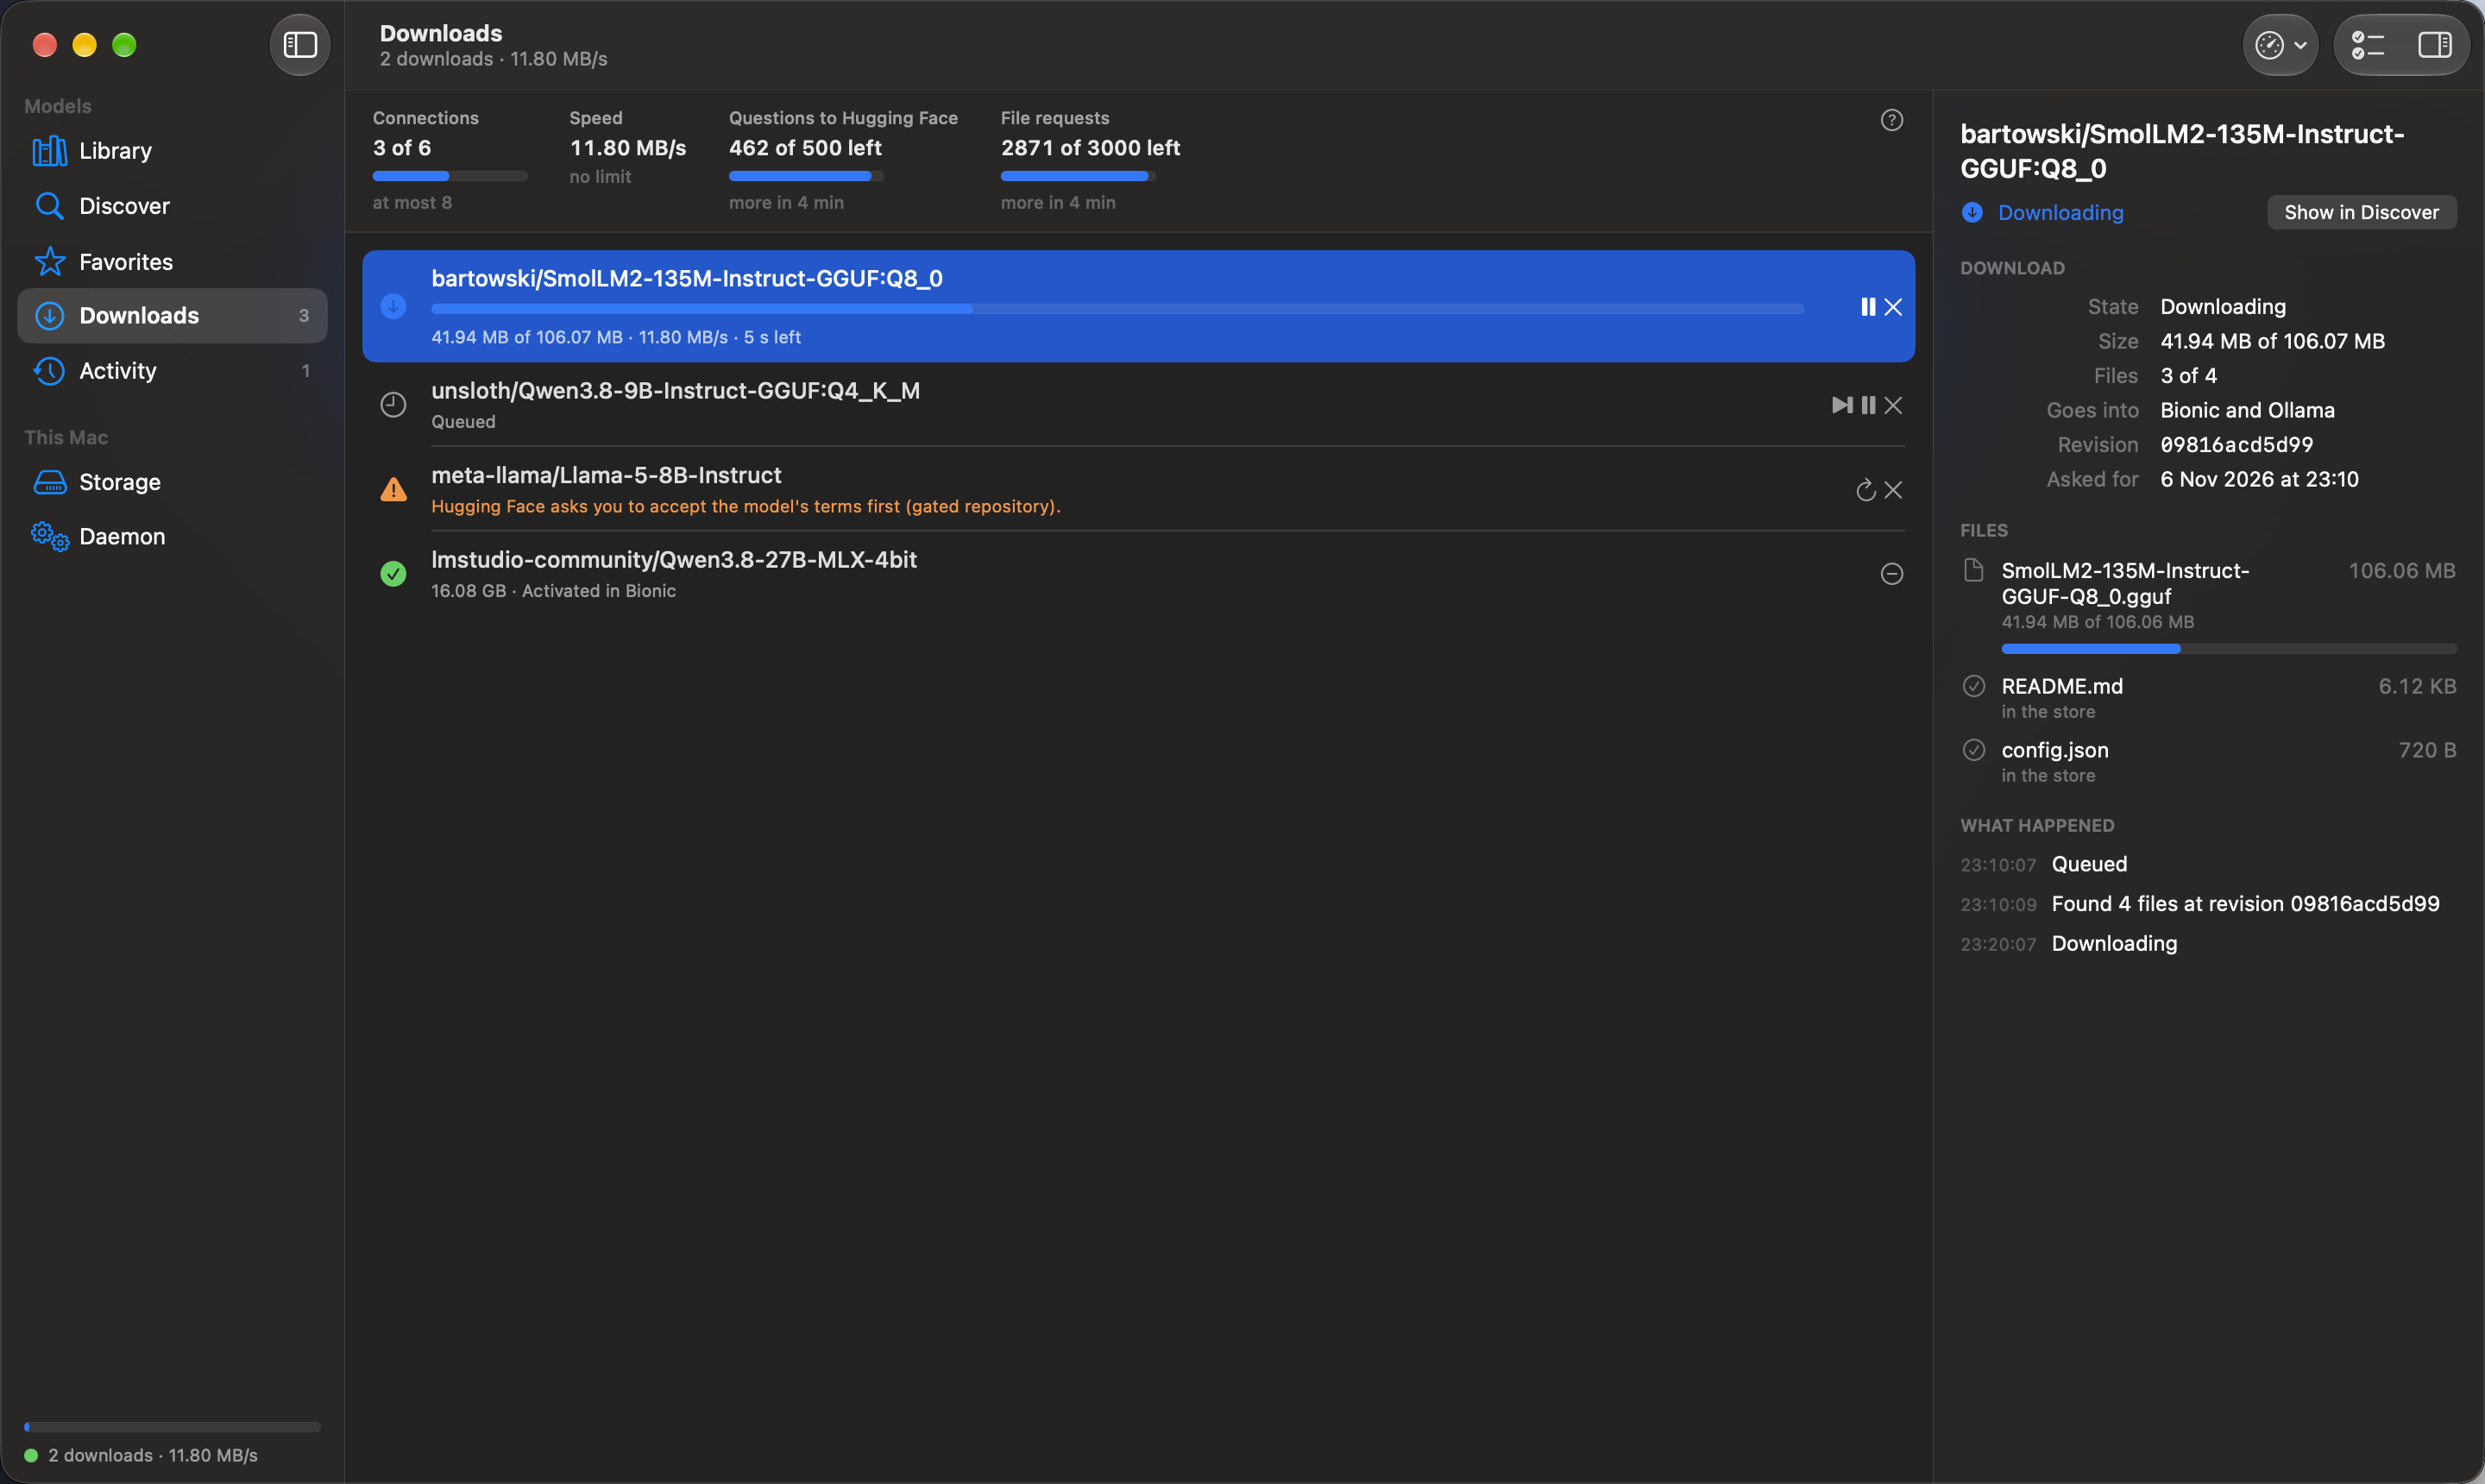 Models
Library
Discover
Favorites
Downloads 3
Activity 1
This Mac
Storage
Daemon
2 downloads · 11.80 MB/s
Downloads
2 downloads · 11.80 MB/s
Connections
3 of 6
at most 8
Speed
11.80 MB/s
no limit
Questions to Hugging Face
462 of 500 left
more in 4 min
File requests
2871 of 3000 left
more in 4 min
bartowski/SmolLM2-135M-Instruct-GGUF:Q8_0
41.94 MB of 106.07 MB · 11.80 MB/s · 5 s left
unsloth/Qwen3.8-9B-Instruct-GGUF:Q4_K_M
Queued
meta-llama/Llama-5-8B-Instruct
Hugging Face asks you to accept the model's terms first (gated repository).
lmstudio-community/Qwen3.8-27B-MLX-4bit
16.08 GB · Activated in Bionic
bartowski/SmolLM2-135M-Instruct-
GGUF:Q8_0
Downloading
Show in Discover
DOWNLOAD
State Downloading
Size 41.94 MB of 106.07 MB
Files 3 of 4
Goes into Bionic and Ollama
Revision 09816acd5d99
Asked for 6 Nov 2026 at 23:10
FILES
SmolLM2-135M-Instruct- 106.06 MB
GGUF-Q8_0.gguf
41.94 MB of 106.06 MB
README.md 6.12 KB
in the store
config.json 720 B
in the store
WHAT HAPPENED
23:10:07 Queued
23:10:09 Found 4 files at revision 09816acd5d99
23:20:07 Downloading